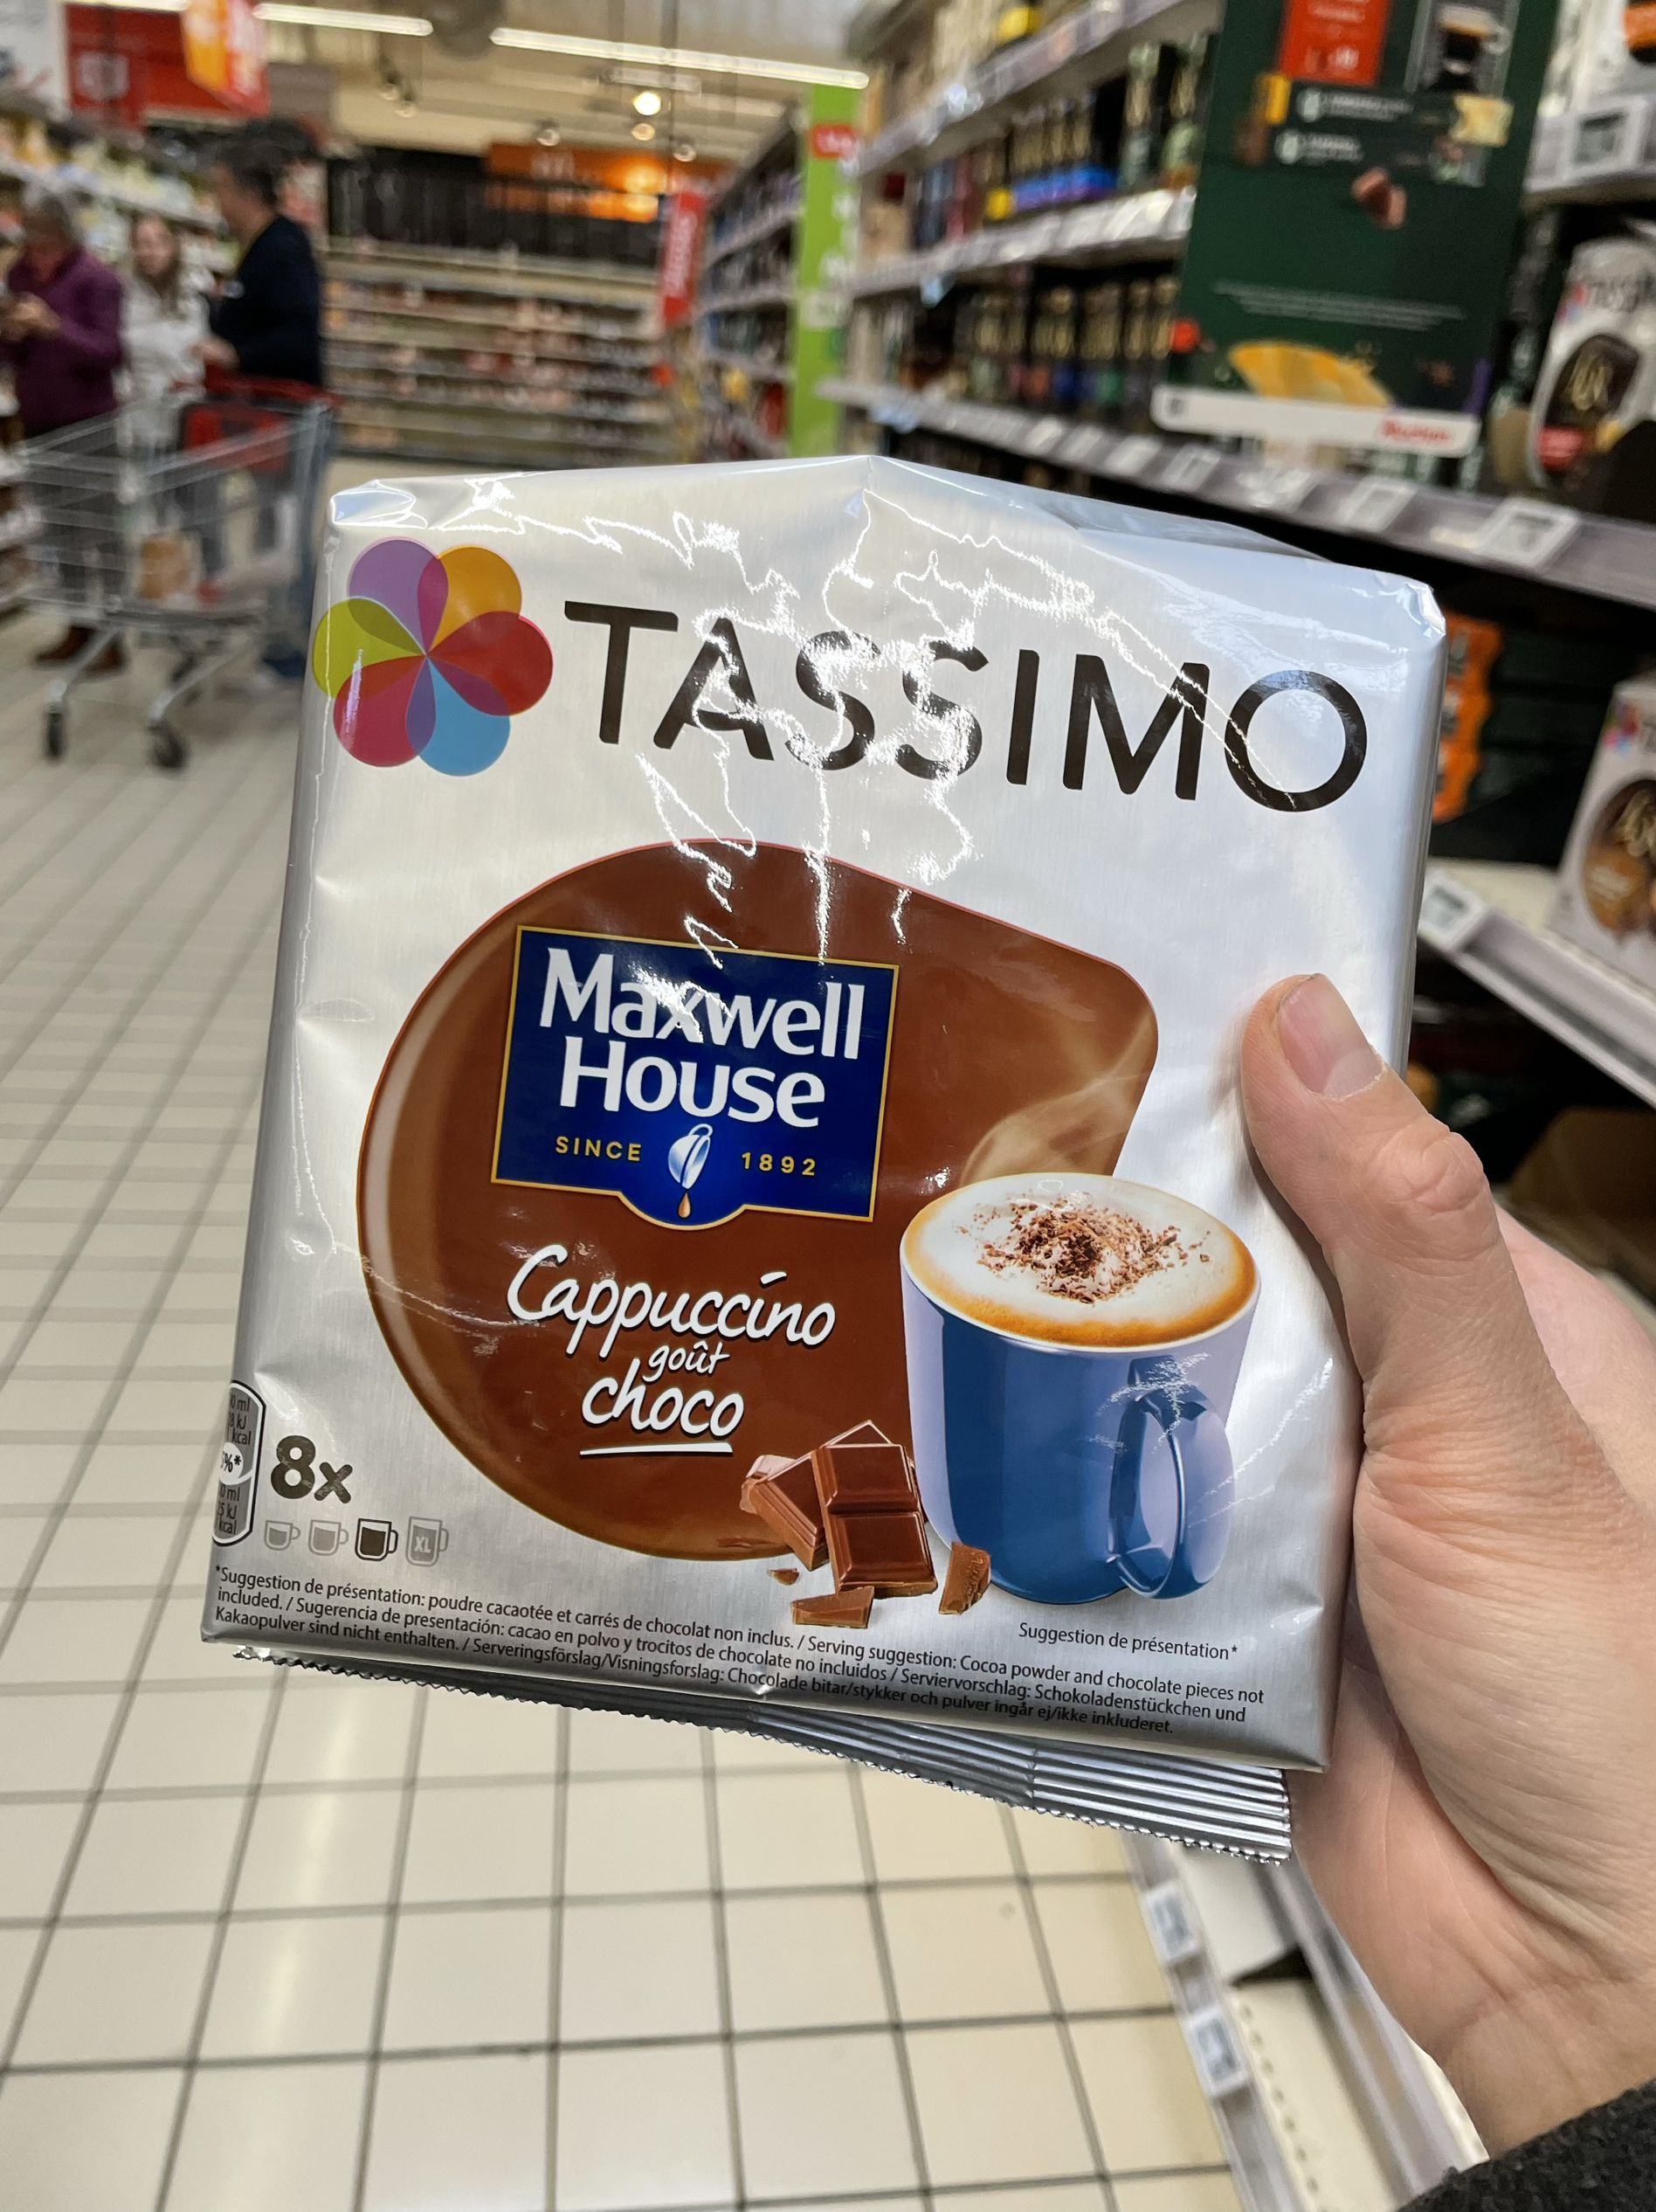 TASSIMO
Maxwell
House
SINCE 1892
Cappuccino
goût
choco
8x
XL
Suggestion de présentation*
*Suggestion de présentation: poudre cacaotée et carrés de chocolat non inclus. / Serving suggestion: Cocoa powder and chocolate pieces not
included. / Sugerencia de presentación: cacao en polvo y trocitos de chocolate no incluidos / Serviervorschlag: Schokoladenstückchen und
Kakaopulver sind nicht enthalten. / Serveringsförslag/Visningsforslag: Chocolade bitar/stykker och pulver ingår ej/ikke inkluderet.